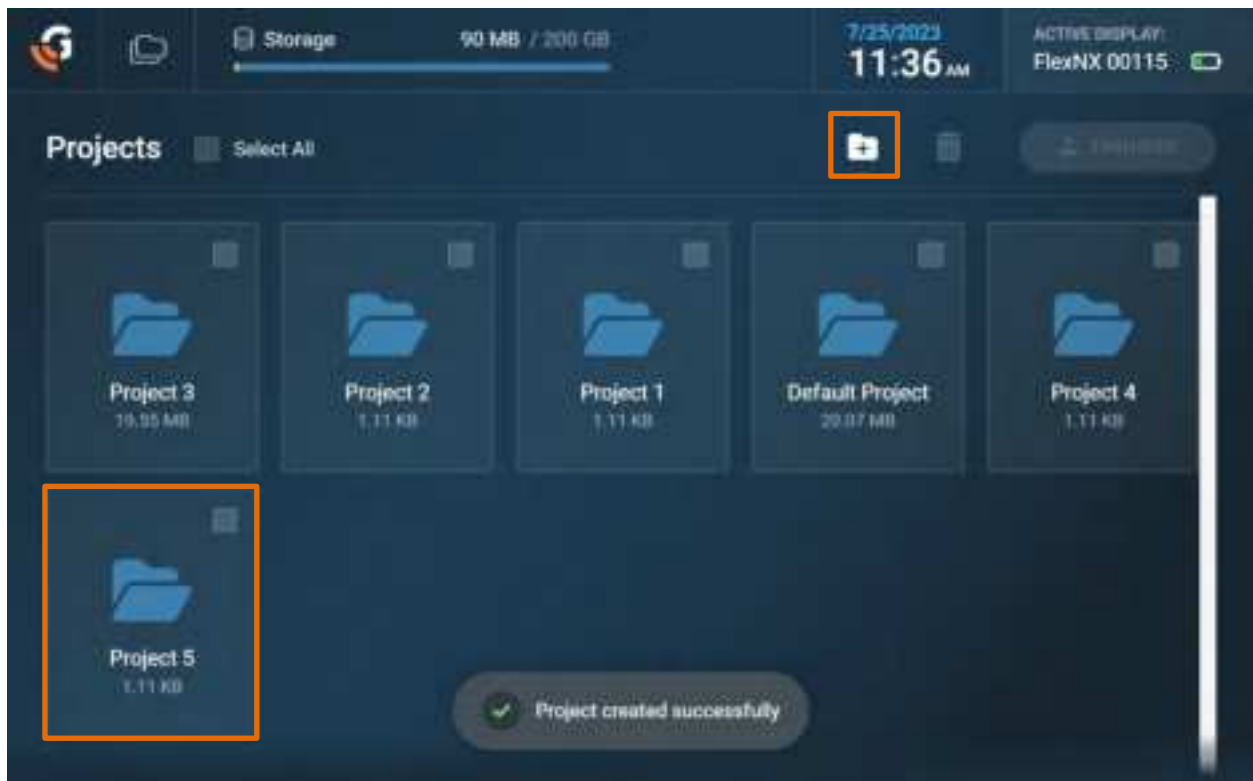 Storage 90 MB / 200 GB
7/25/2023
11:36 AM
ACTIVE DISPLAY:
FlexNX 00115
Projects Select All
Project 3
19.95 MB
Project 2
1.11 KB
Project 1
1.11 KB
Default Project
20.07 MB
Project 4
1.11 KB
Project 5
1.11 KB
Project created successfully